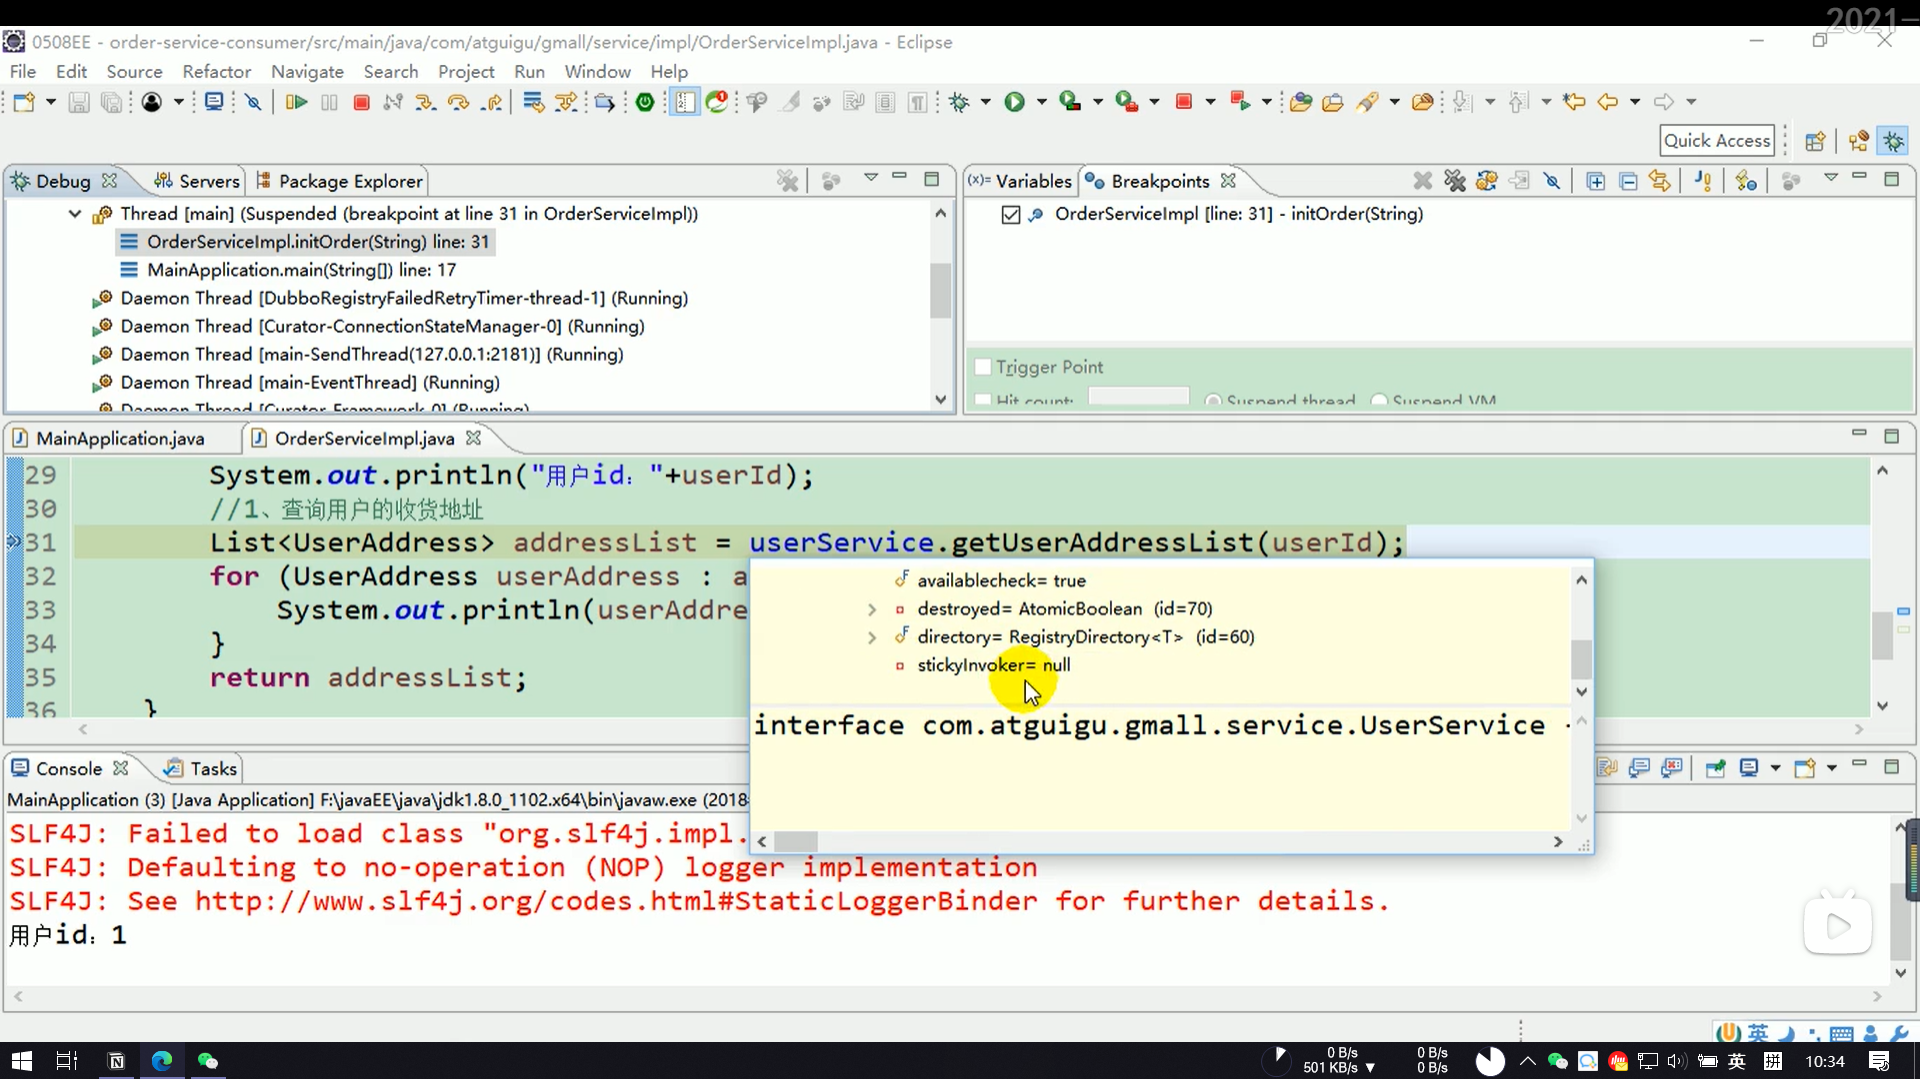 2021-
0508EE - order-service-consumer/src/main/java/com/atguigu/gmall/service/impl/OrderServiceImpl.java - Eclipse
File Edit Source Refactor Navigate Search Project Run Window Help
Quick Access
Debug Servers Package Explorer
Thread [main] (Suspended (breakpoint at line 31 in OrderServiceImpl))
OrderServiceImpl.initOrder(String) line: 31
MainApplication.main(String[]) line: 17
Daemon Thread [DubboRegistryFailedRetryTimer-thread-1] (Running)
Daemon Thread [Curator-ConnectionStateManager-0] (Running)
Daemon Thread [main-SendThread(127.0.0.1:2181)] (Running)
Daemon Thread [main-EventThread] (Running)
Daemon Thread [Curator-Framework-0] (Running)
(x)= Variables Breakpoints
OrderServiceImpl [line: 31] - initOrder(String)
Trigger Point
Hit count: Suspend thread Suspend VM
MainApplication.java OrderServiceImpl.java
29 System.out.println("用户id："+userId);
30 //1、查询用户的收货地址
31 List<UserAddress> addressList = userService.getUserAddressList(userId);
32 for (UserAddress userAddress : a
33 System.out.println(userAddre
34 }
35 return addressList;
36 }
availablecheck= true
destroyed= AtomicBoolean (id=70)
directory= RegistryDirectory<T> (id=60)
stickyInvoker= null
interface com.atguigu.gmall.service.UserService -
Console Tasks
MainApplication (3) [Java Application] F:\javaEE\java\jdk1.8.0_1102.x64\bin\javaw.exe (2018
SLF4J: Failed to load class "org.slf4j.impl.
SLF4J: Defaulting to no-operation (NOP) logger implementation
SLF4J: See http://www.slf4j.org/codes.html#StaticLoggerBinder for further details.
用户id：1
英
0 B/s 0 B/s
501 KB/s 0 B/s
英 拼 10:34